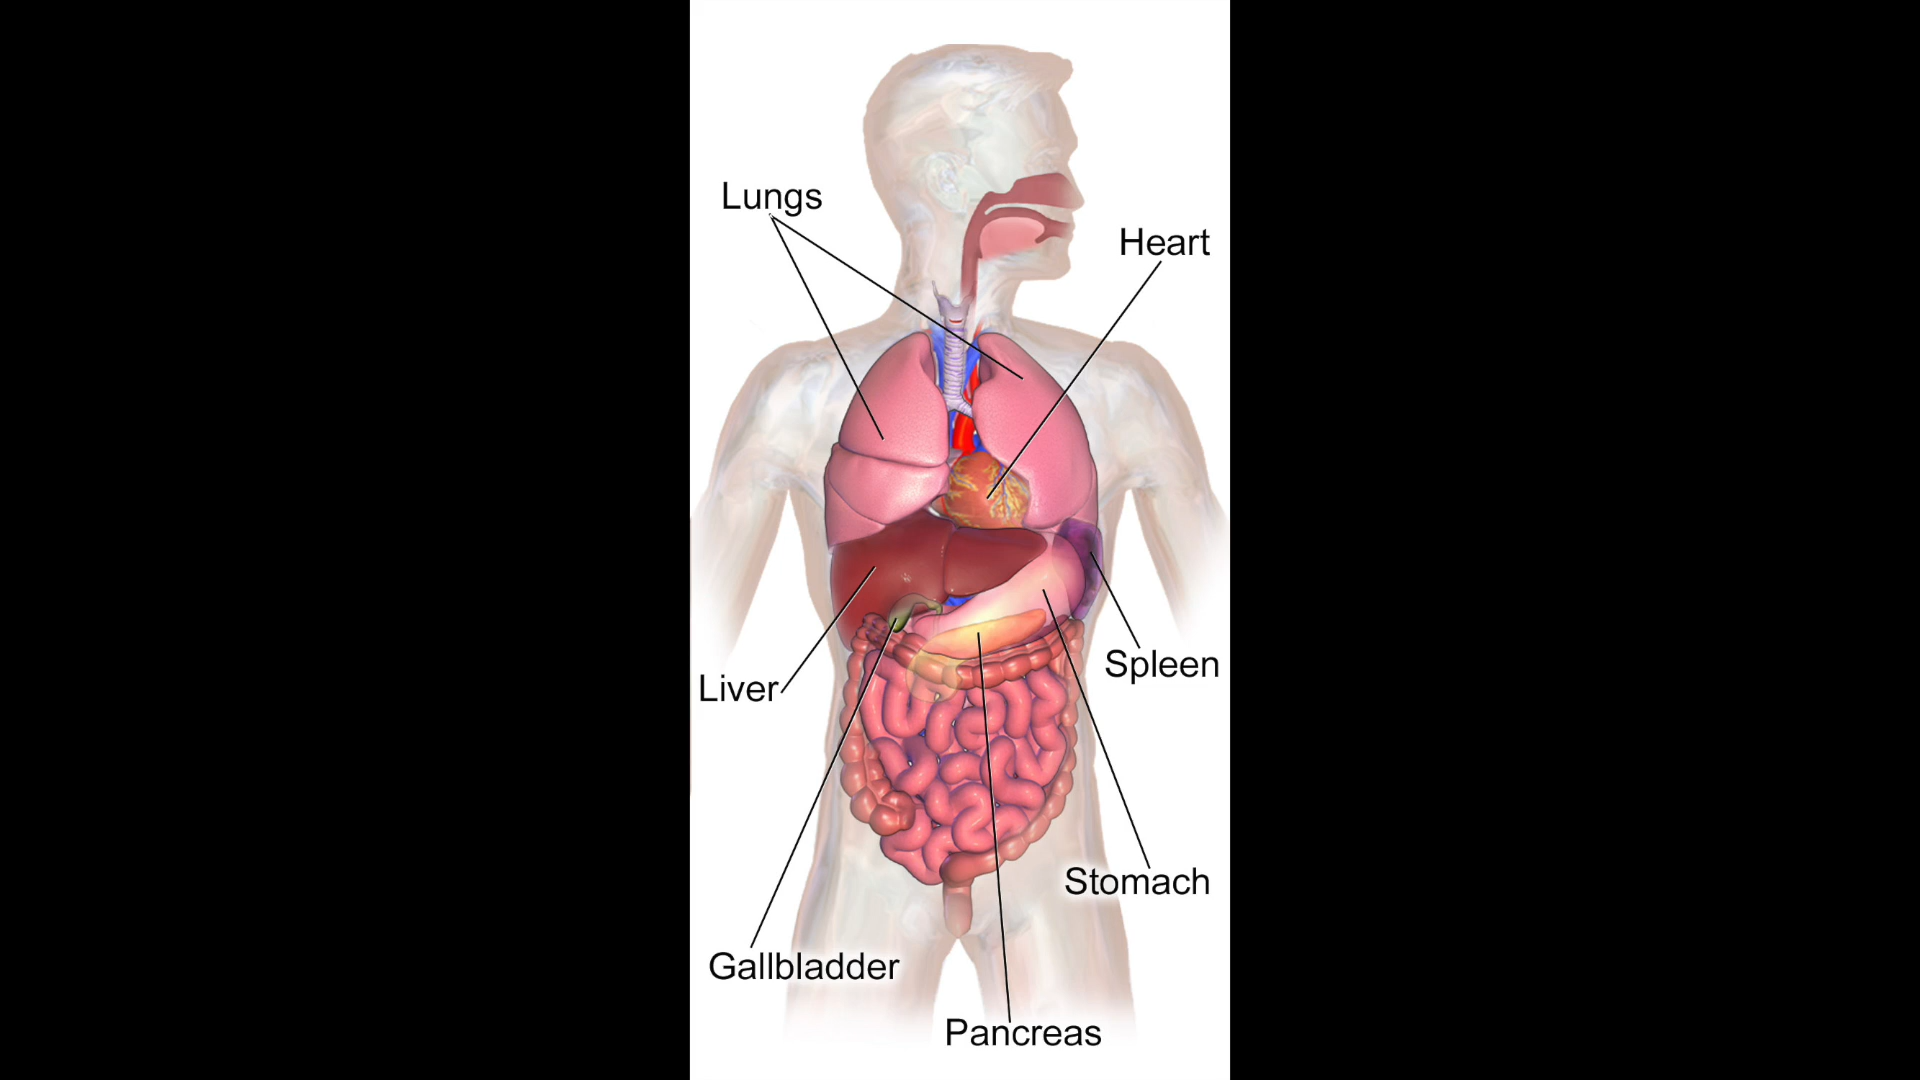 Lungs
Heart
Spleen
Liver
Stomach
Gallbladder
Pancreas